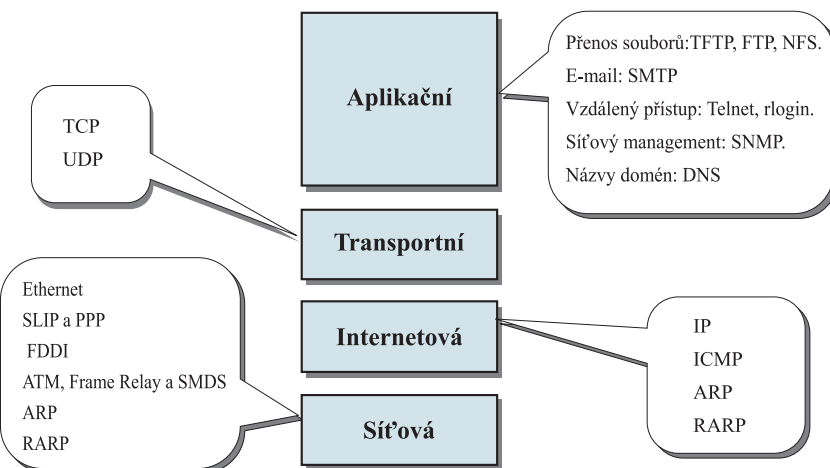 Aplikační
Přenos souborů:TFTP, FTP, NFS.
E-mail: SMTP
Vzdálený přístup: Telnet, rlogin.
Síťový management: SNMP.
Názvy domén: DNS
TCP
UDP
Transportní
Internetová
Ethernet
SLIP a PPP
FDDI
ATM, Frame Relay a SMDS
ARP
RARP
IP
ICMP
ARP
RARP
Síťová